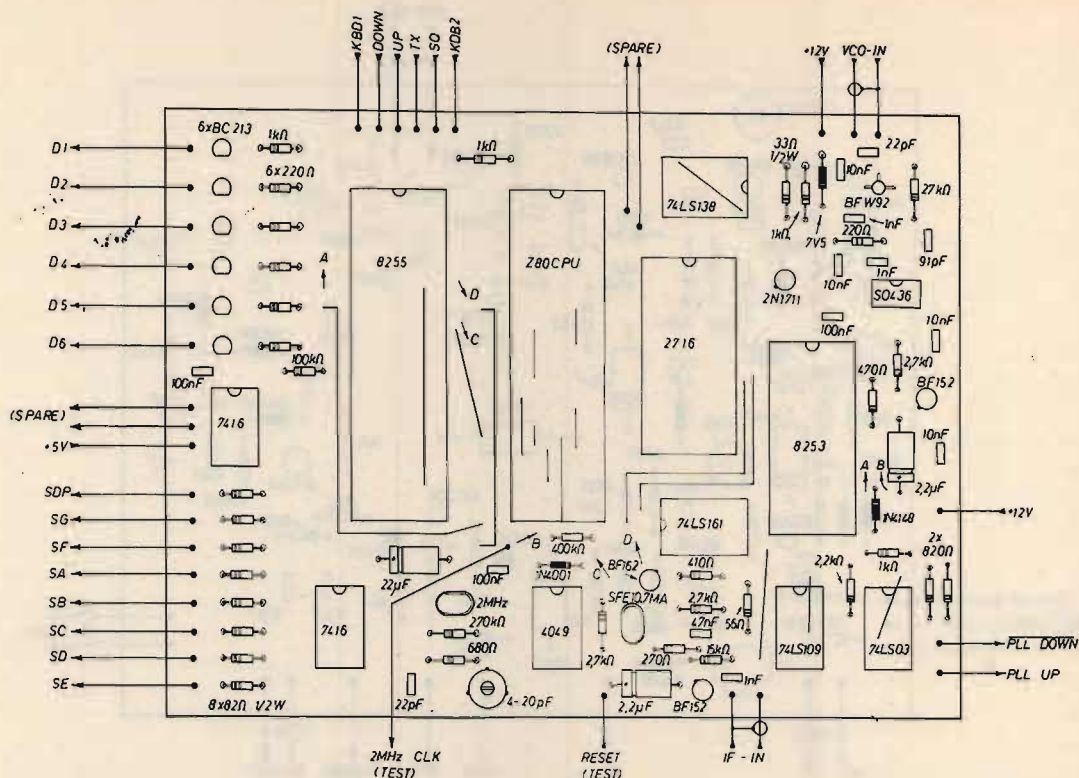 KBD1
DOWN
UP
TX
SO
KDB2
(SPARE)
+12V
VCO-IN
6xBC 213
1kΩ
D1
D2
D3
D4
D5
D6
6x220Ω
1kΩ
74LS138
33Ω
1/2W
1kΩ
7V5
10nF
22pF
BFW92
27kΩ
1nF
220Ω
91pF
A
8255
Z80CPU
D
C
2N1711
10nF
1nF
SO436
100nF
10nF
100nF
100kΩ
2716
470Ω
2,7kΩ
BF152
(SPARE)
+5V
7416
8253
10nF
A
B
2,2µF
1N4148
+12V
SDP
SG
SF
SA
SB
SC
SD
SE
B
400kΩ
74LS161
22µF
100nF
1N4001
C
D
BF162
410Ω
2,2kΩ
1kΩ
2x
820Ω
7416
2MHz
270kΩ
680Ω
4049
SFE10.7MA
2,7kΩ
47nF
56Ω
2,7kΩ
270Ω
15kΩ
74LS109
74LS03
PLL DOWN
PLL UP
8x82Ω 1/2W
22pF
4-20pF
2,2µF
BF152
1nF
2MHz CLK
(TEST)
RESET
(TEST)
IF-IN